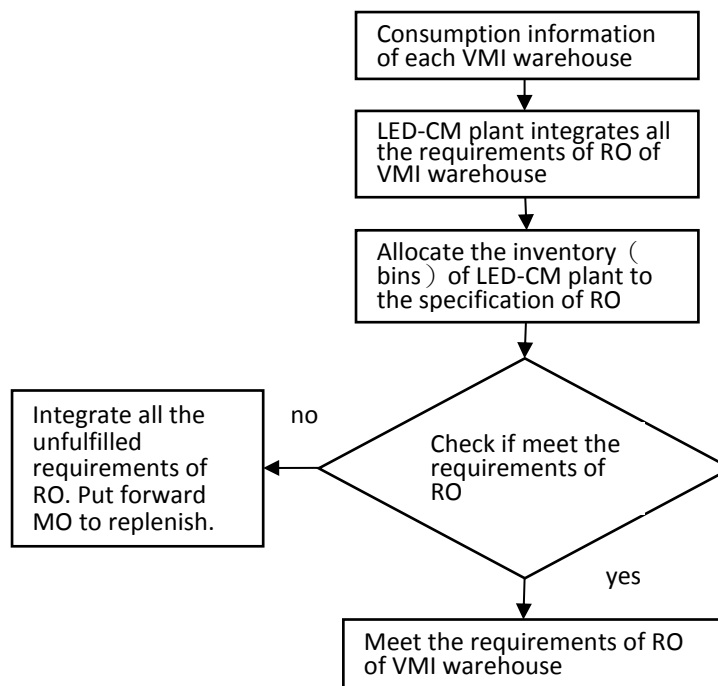 Consumption information
of each VMI warehouse
LED-CM plant integrates all
the requirements of RO of
VMI warehouse
Allocate the inventory（
bins）of LED-CM plant to
the specification of RO
Integrate all the
unfulfilled
requirements of
RO. Put forward
MO to replenish.
no
Check if meet the
requirements of
RO
yes
Meet the requirements of RO
of VMI warehouse